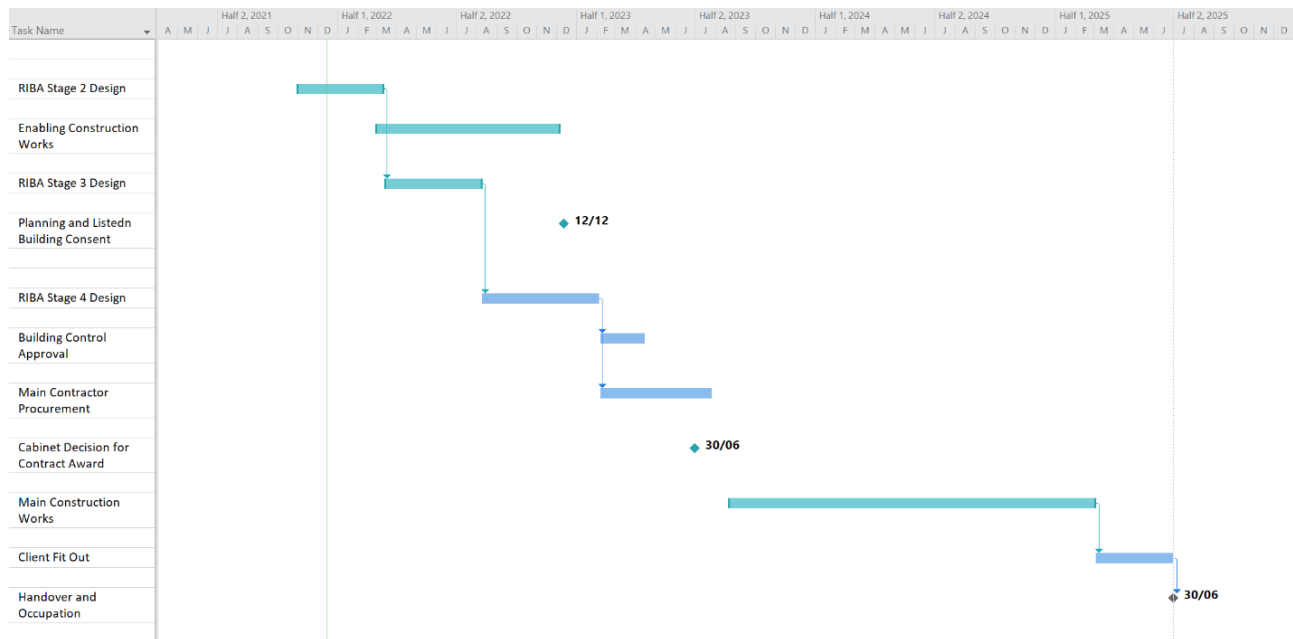 Half 2, 2021 Half 1, 2022 Half 2, 2022 Half 1, 2023 Half 2, 2023 Half 1, 2024 Half 2, 2024 Half 1, 2025 Half 2, 2025
Task Name A M J J A S O N D J F M A M J J A S O N D J F M A M J J A S O N D J F M A M J J A S O N D J F M A M J J A S O N D
RIBA Stage 2 Design
Enabling Construction
Works
RIBA Stage 3 Design
Planning and Listedn
Building Consent
12/12
RIBA Stage 4 Design
Building Control
Approval
Main Contractor
Procurement
Cabinet Decision for
Contract Award
30/06
Main Construction
Works
Client Fit Out
Handover and
Occupation
30/06